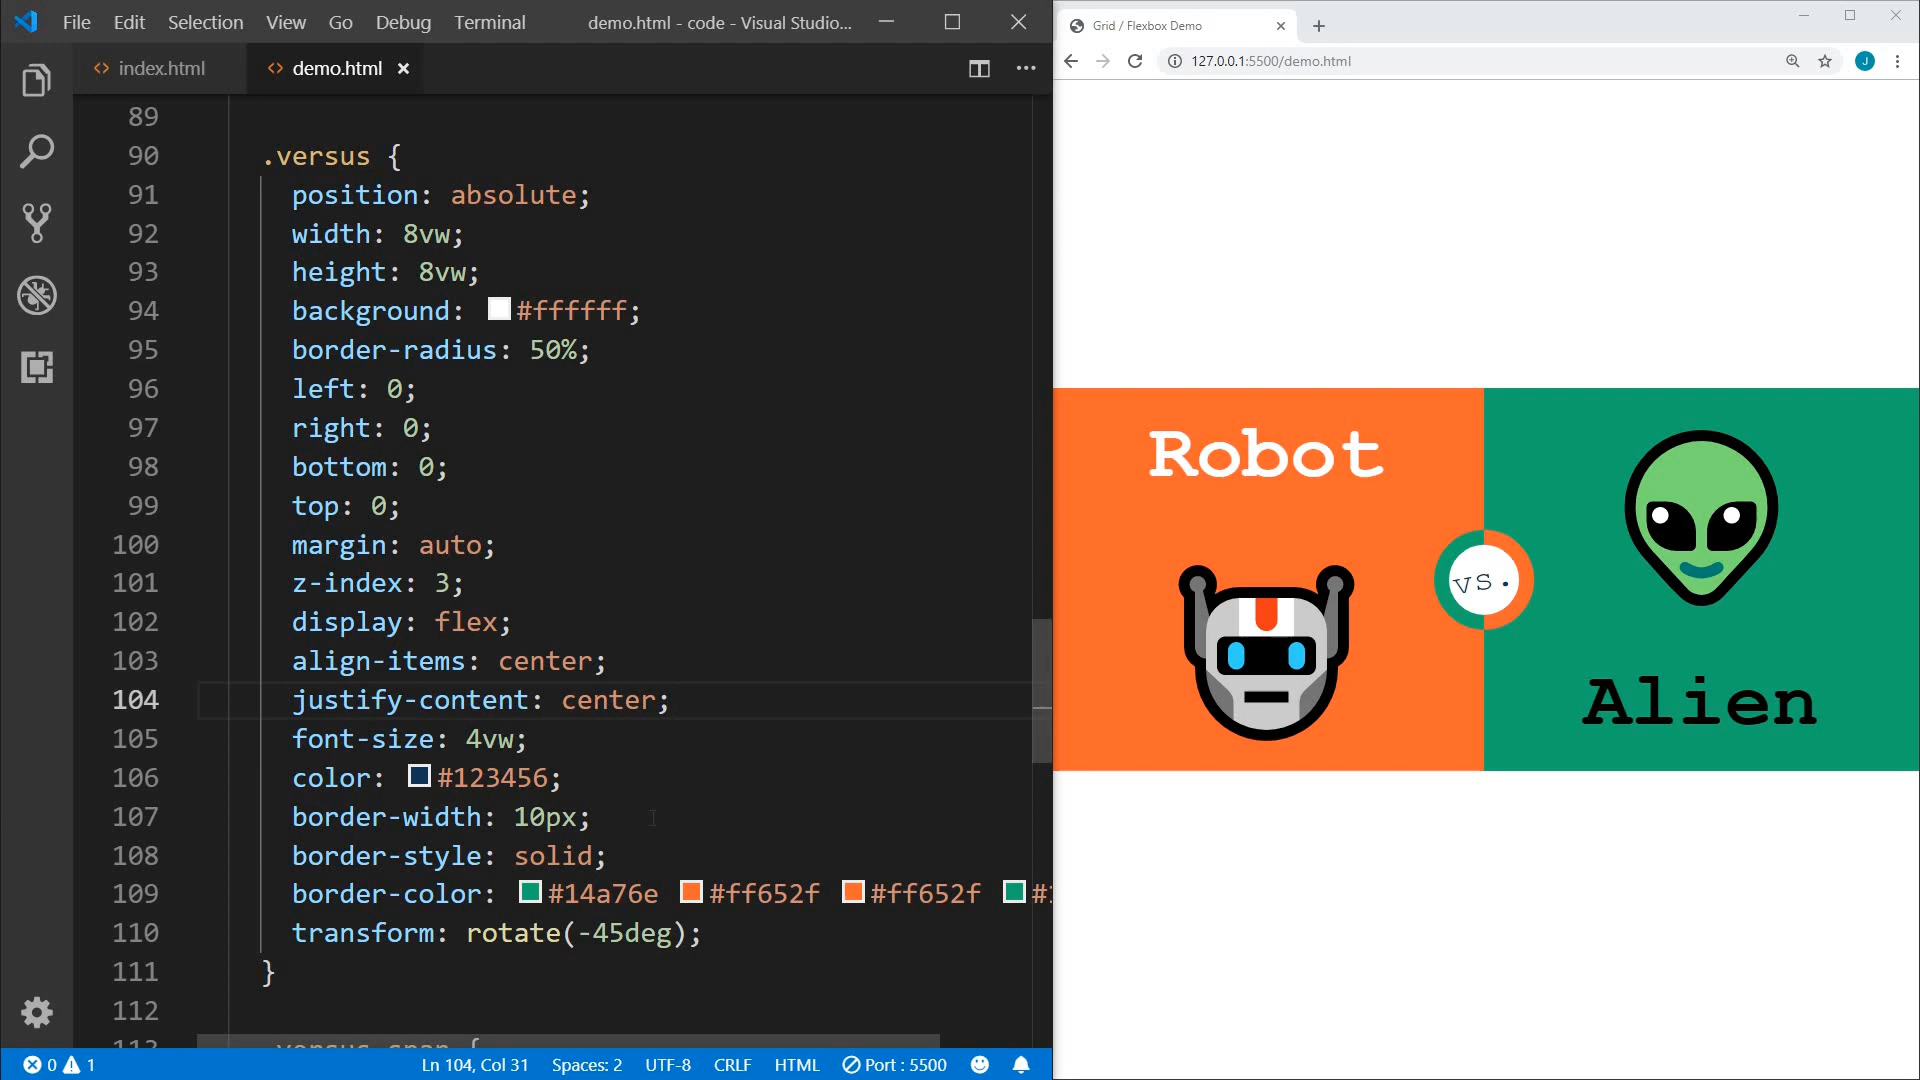 File Edit Selection View Go Debug Terminal demo.html - code - Visual Studio...
index.html demo.html
89
90 .versus {
91 position: absolute;
92 width: 8vw;
93 height: 8vw;
94 background: #ffffff;
95 border-radius: 50%;
96 left: 0;
97 right: 0;
98 bottom: 0;
99 top: 0;
100 margin: auto;
101 z-index: 3;
102 display: flex;
103 align-items: center;
104 justify-content: center;
105 font-size: 4vw;
106 color: #123456;
107 border-width: 10px;
108 border-style: solid;
109 border-color: #14a76e #ff652f #ff652f #
110 transform: rotate(-45deg);
111 }
112
113 .versus span {
0 1 Ln 104, Col 31 Spaces: 2 UTF-8 CRLF HTML Port : 5500
Grid / Flexbox Demo
127.0.0.1:5500/demo.html J
Robot
vs.
Alien